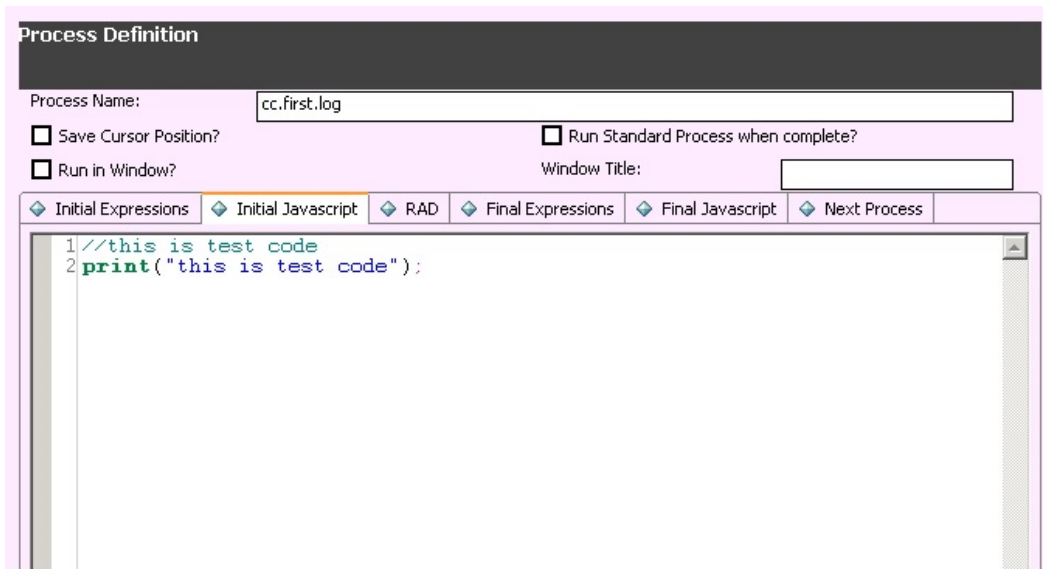 Process Definition
Process Name: cc.first.log
Save Cursor Position? Run Standard Process when complete?
Run in Window? Window Title:
Initial Expressions Initial Javascript RAD Final Expressions Final Javascript Next Process
1 //this is test code
2 print("this is test code");